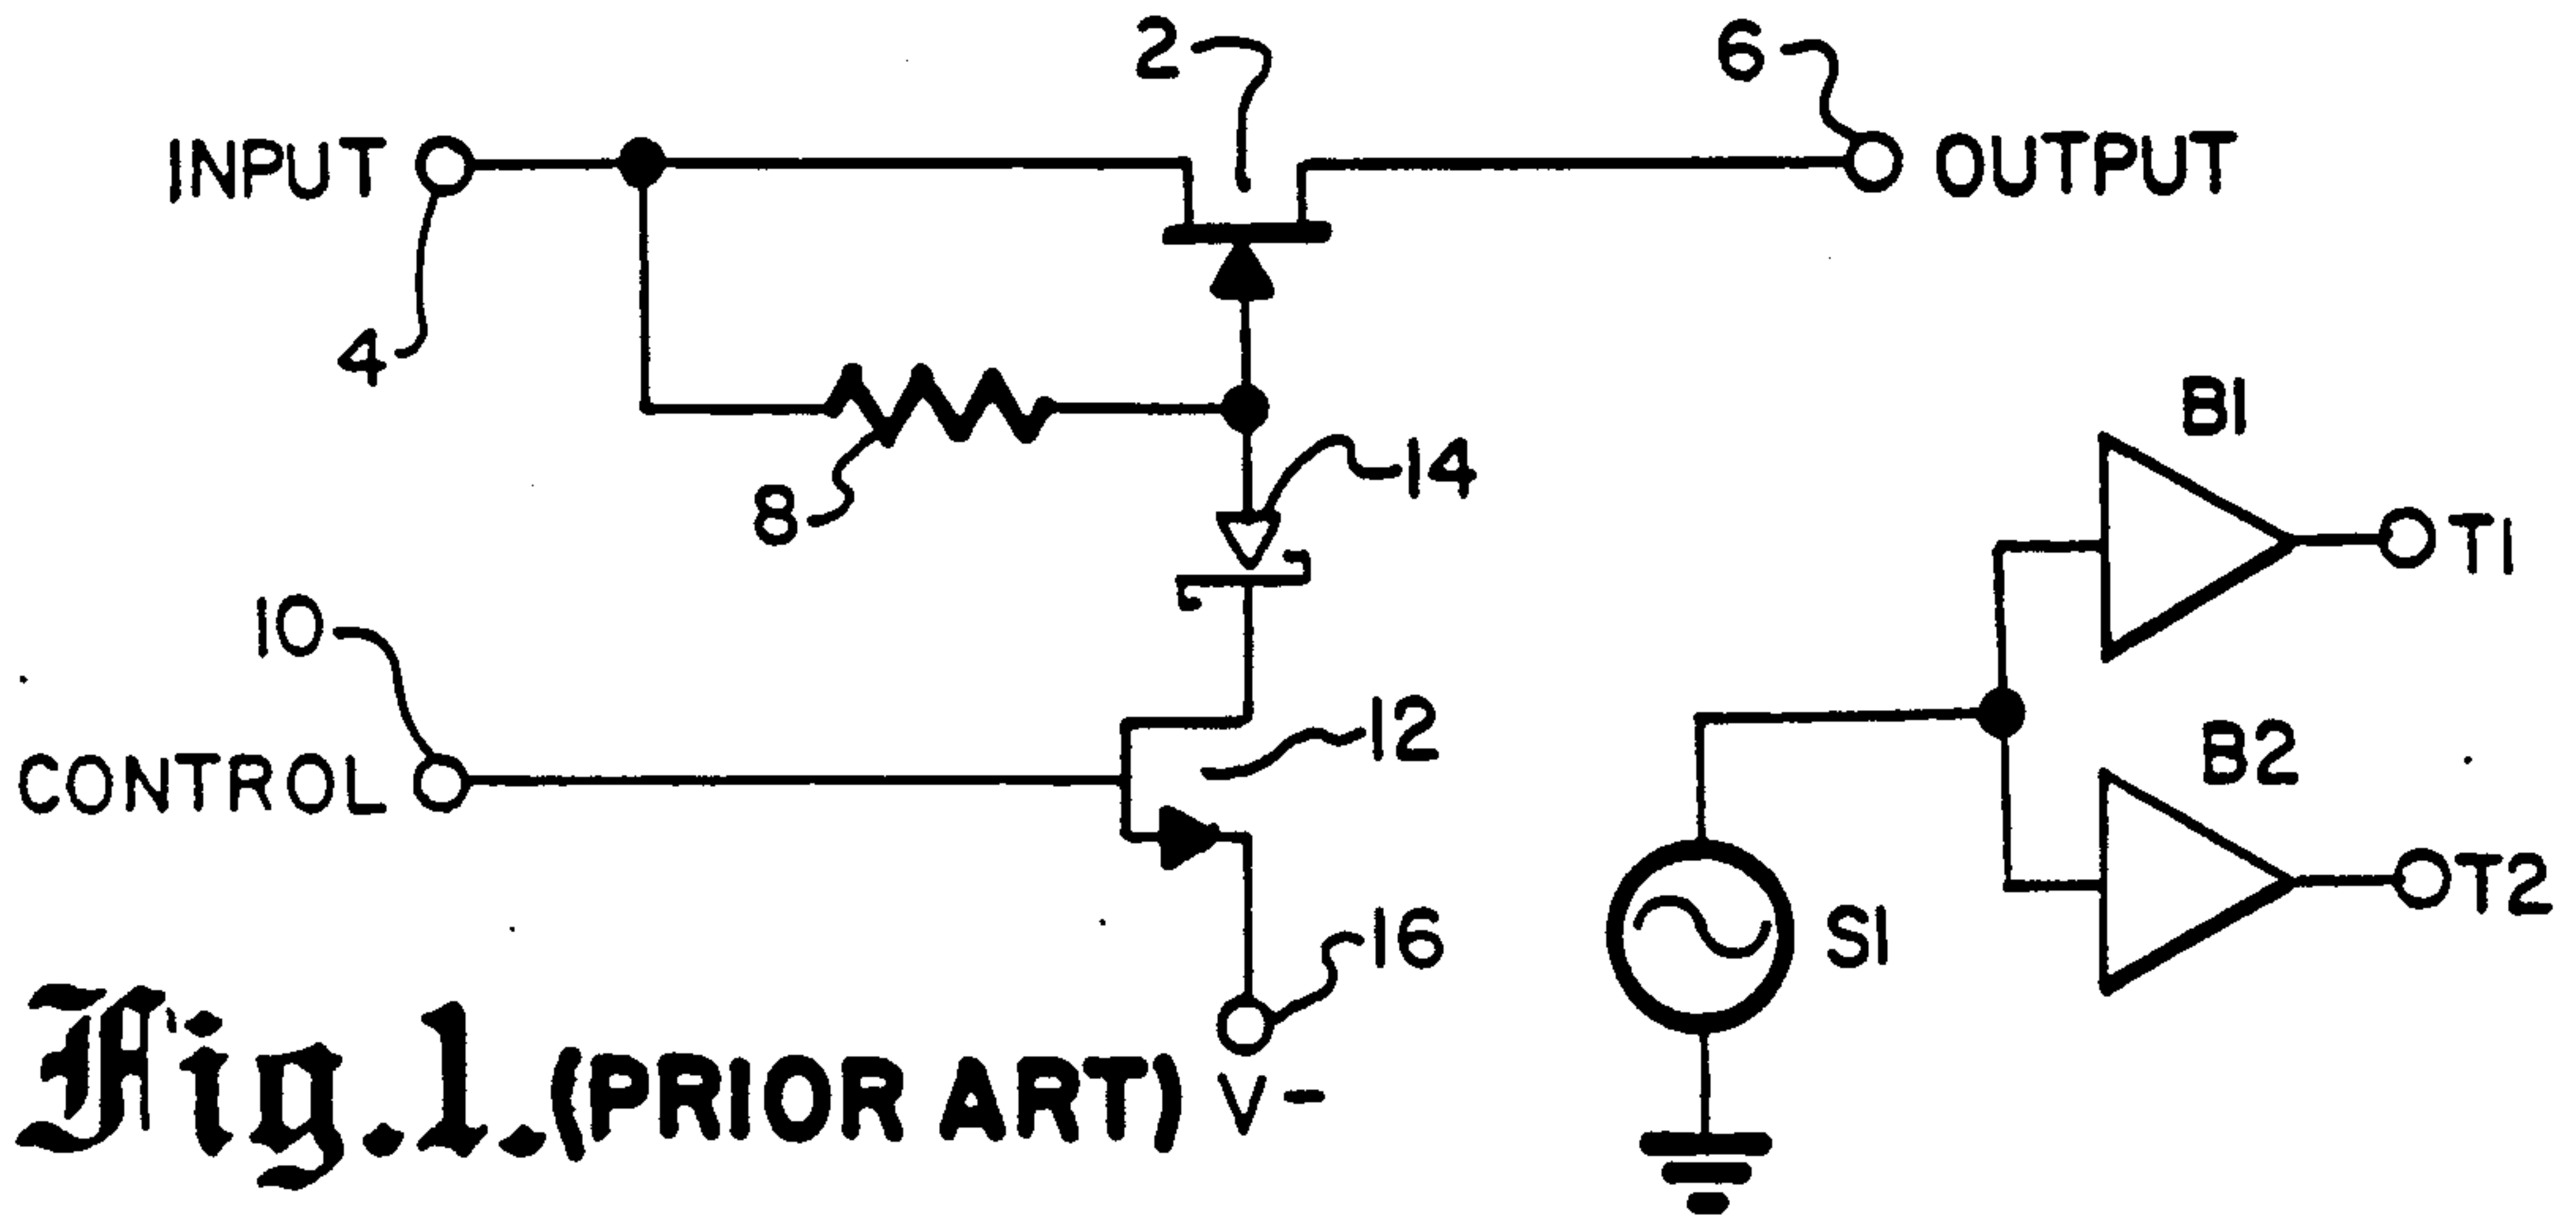 2
6
INPUT
OUTPUT
4
B1
14
8
T1
10
12
B2
CONTROL
T2
16
S1
V-
Fig.1.(PRIOR ART)